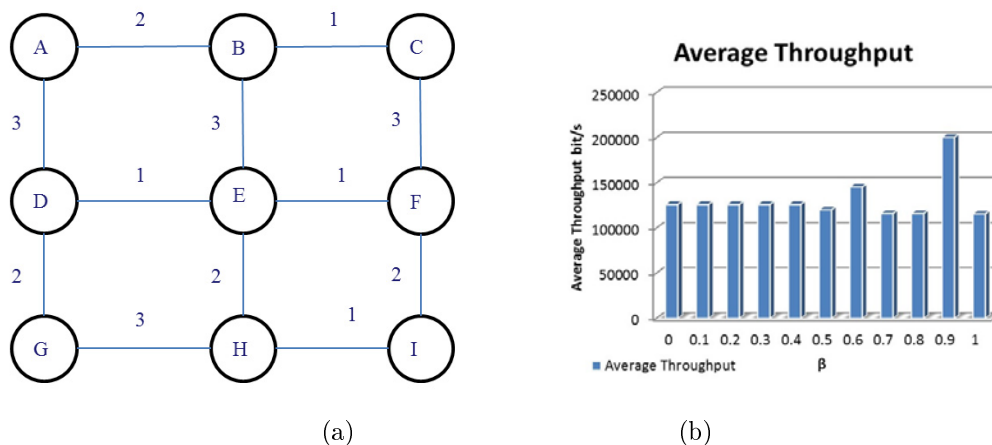 2 1
A B C
3 3 3
1 1
D E F
2 2 2
3 1
G H I
(a)
Average Throughput
Average Throughput bit/s
250000
200000
150000
100000
50000
0
0 0.1 0.2 0.3 0.4 0.5 0.6 0.7 0.8 0.9 1
Average Throughput β
(b)